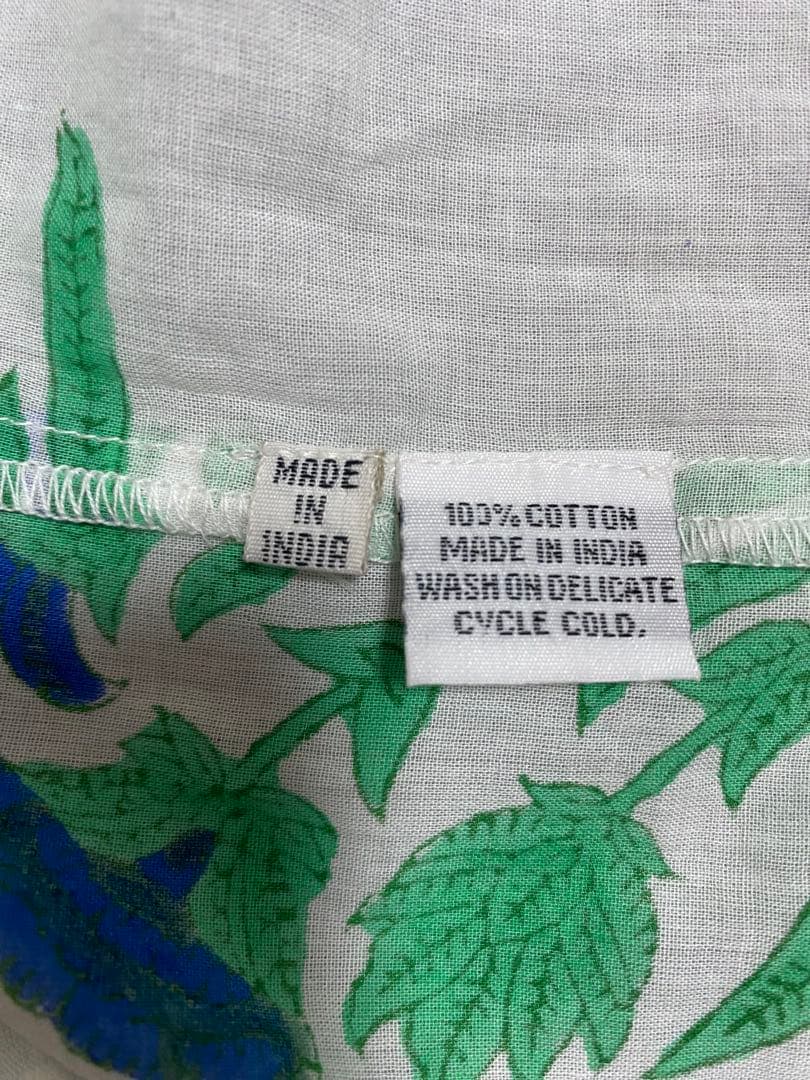 MADE
IN
INDIA
100% COTTON
MADE IN INDIA
WASH ON DELICATE
CYCLE COLD.